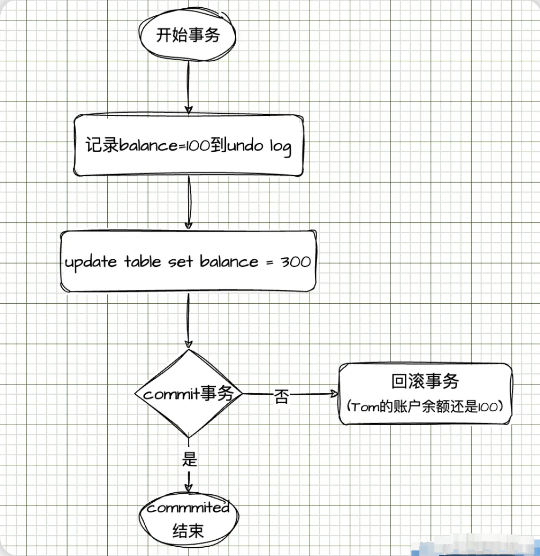 开始事务
记录balance=100到undo log
update table set balance = 300
commit事务
否
回滚事务
(Tom的账户余额还是100)
是
commmited
结束